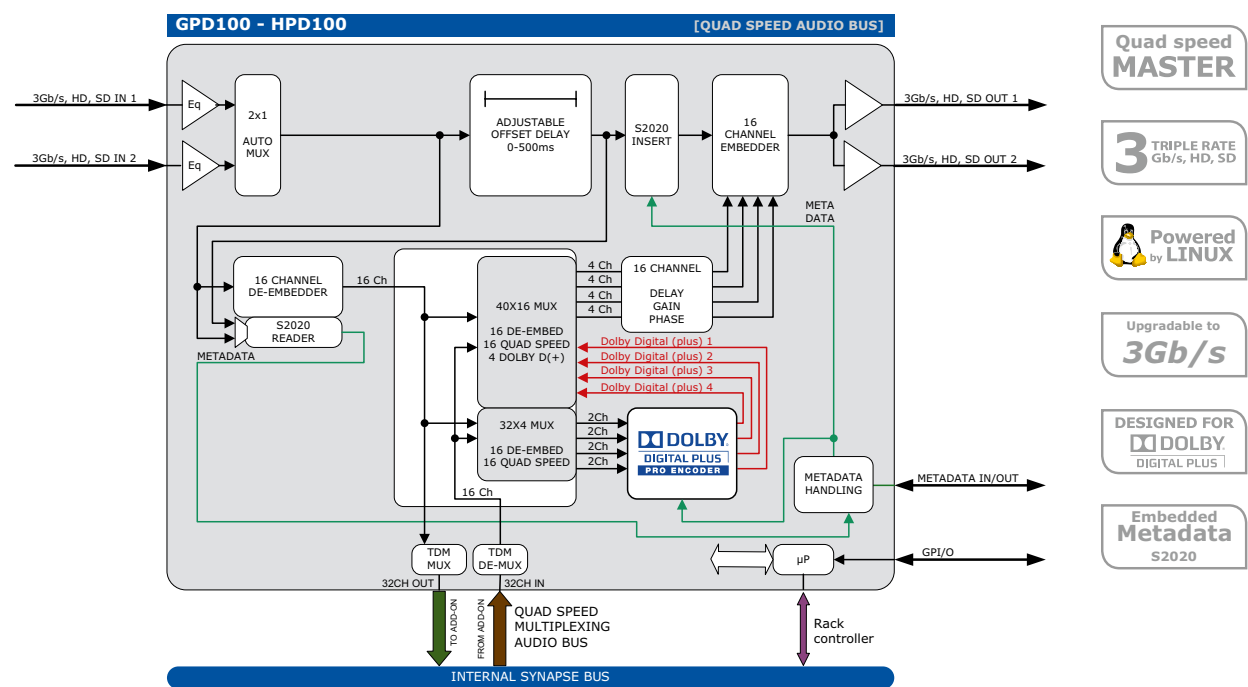 GPD100 - HPD100
[QUAD SPEED AUDIO BUS]
3Gb/s, HD, SD IN 1
3Gb/s, HD, SD IN 2
Eq
Eq
2x1
AUTO
MUX
ADJUSTABLE
OFFSET DELAY
0-500ms
S2020
INSERT
16
CHANNEL
EMBEDDER
3Gb/s, HD, SD OUT 1
3Gb/s, HD, SD OUT 2
META
DATA
16 CHANNEL
DE-EMBEDDER
16 Ch
S2020
READER
METADATA
40X16 MUX
16 DE-EMBED
16 QUAD SPEED
4 DOLBY D(+)
4 Ch
4 Ch
4 Ch
4 Ch
16 CHANNEL
DELAY
GAIN
PHASE
Dolby Digital (plus) 1
Dolby Digital (plus) 2
Dolby Digital (plus) 3
Dolby Digital (plus) 4
32X4 MUX
16 DE-EMBED
16 QUAD SPEED
2Ch
2Ch
2Ch
2Ch
DOLBY
DIGITAL PLUS
PRO ENCODER
METADATA
HANDLING
METADATA IN/OUT
16 Ch
TDM
MUX
TDM
DE-MUX
µP
GPI/O
32CH OUT
32CH IN
TO ADD-ON
FROM ADD-ON
QUAD SPEED
MULTIPLEXING
AUDIO BUS
Rack
controller
INTERNAL SYNAPSE BUS
Quad speed
MASTER
3 TRIPLE RATE
Gb/s, HD, SD
Powered
by LINUX
Upgradable to
3Gb/s
DESIGNED FOR
DOLBY
DIGITAL PLUS
Embedded
Metadata
S2020